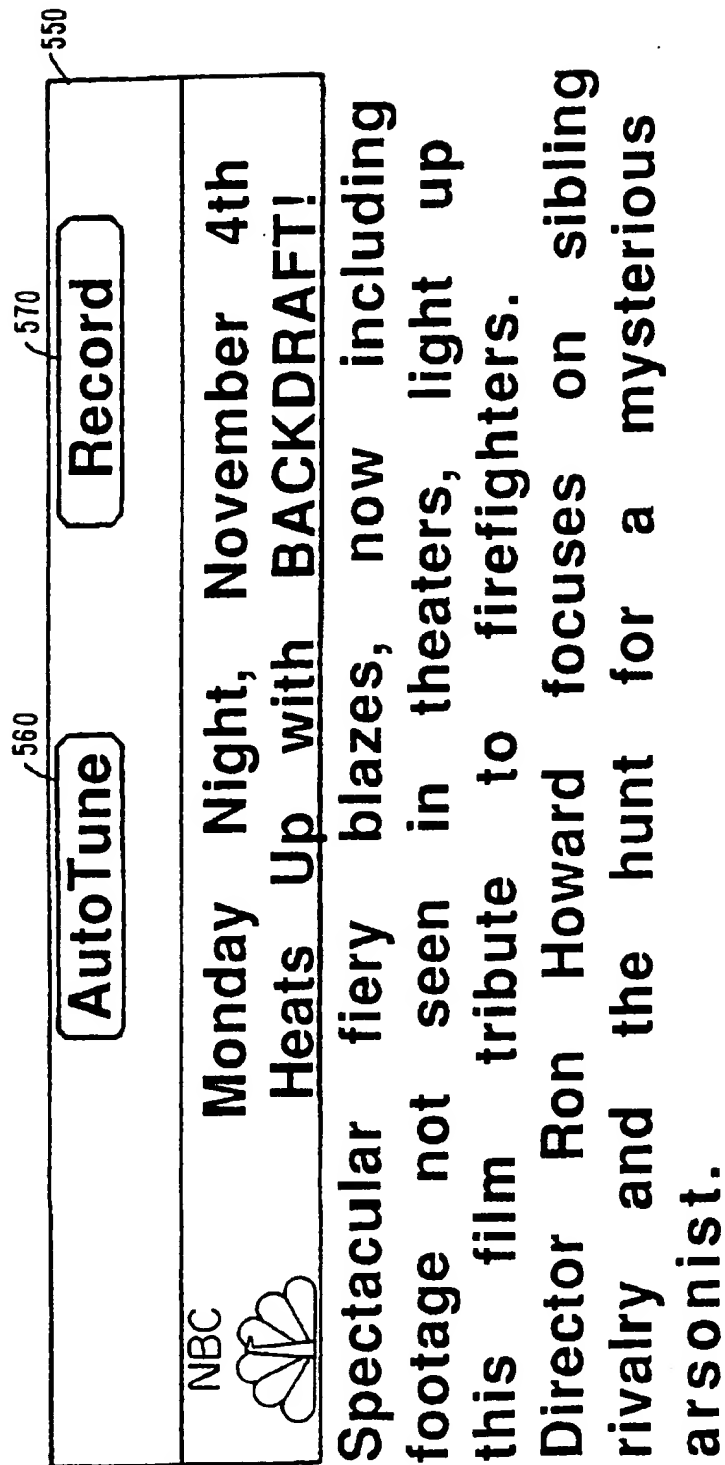 550
560
570
AutoTune
Record
NBC
Monday Night, November 4th
Heats Up with BACKDRAFT!
Spectacular fiery blazes, now including
footage not seen in theaters, light up
this film tribute to firefighters.
Director Ron Howard focuses on sibling
rivalry and the hunt for a mysterious
arsonist.